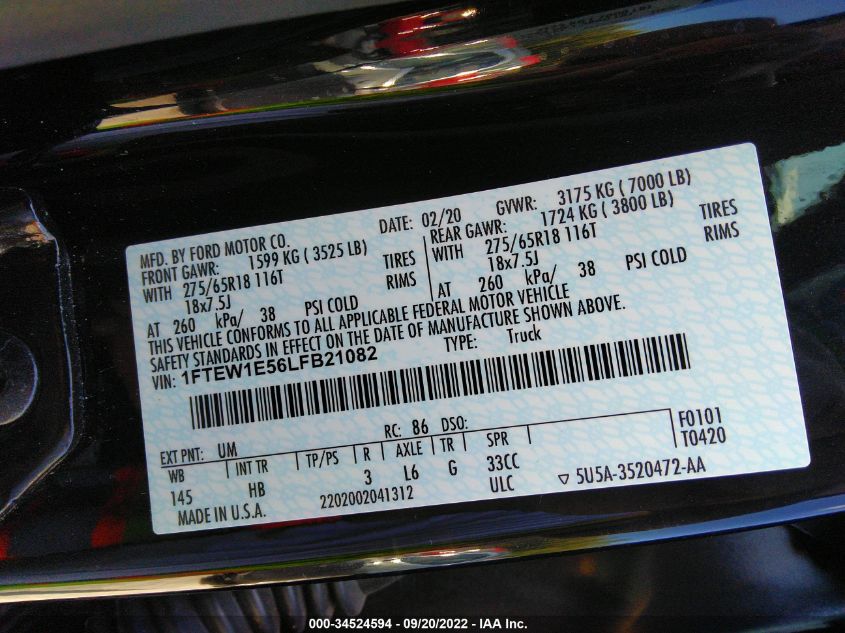 MFD. BY FORD MOTOR CO.
DATE: 02/20 GVWR: 3175 KG ( 7000 LB)
FRONT GAWR: 1599 KG ( 3525 LB)
REAR GAWR: 1724 KG ( 3800 LB)
WITH 275/65R18 116T TIRES
WITH 275/65R18 116T TIRES
18x7.5J RIMS
18x7.5J RIMS
AT 260 kPa/ 38 PSI COLD
AT 260 kPa/ 38 PSI COLD
THIS VEHICLE CONFORMS TO ALL APPLICABLE FEDERAL MOTOR VEHICLE
SAFETY STANDARDS IN EFFECT ON THE DATE OF MANUFACTURE SHOWN ABOVE.
VIN: 1FTEW1E56LFB21082 TYPE: Truck
EXT PNT: UM RC: 86 DSO:
WB INT TR TP/PS R AXLE TR SPR F0101
145 HB 3 L6 G 33CC T0420
ULC
MADE IN U.S.A. 2202002041312 ▽ 5U5A-3520472-AA
000-34524594 - 09/20/2022 - IAA Inc.